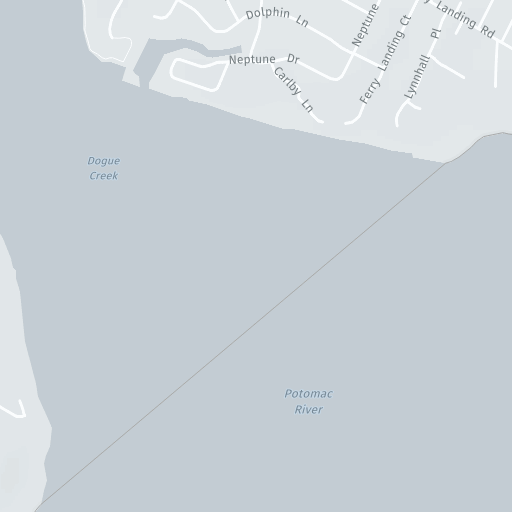 Dolphin Ln
Neptune
y Landing Rd
Neptune Dr
Carlby Ln
Ferry Landing Ct
Lynnhall Pl
Dogue
Creek
Potomac
River